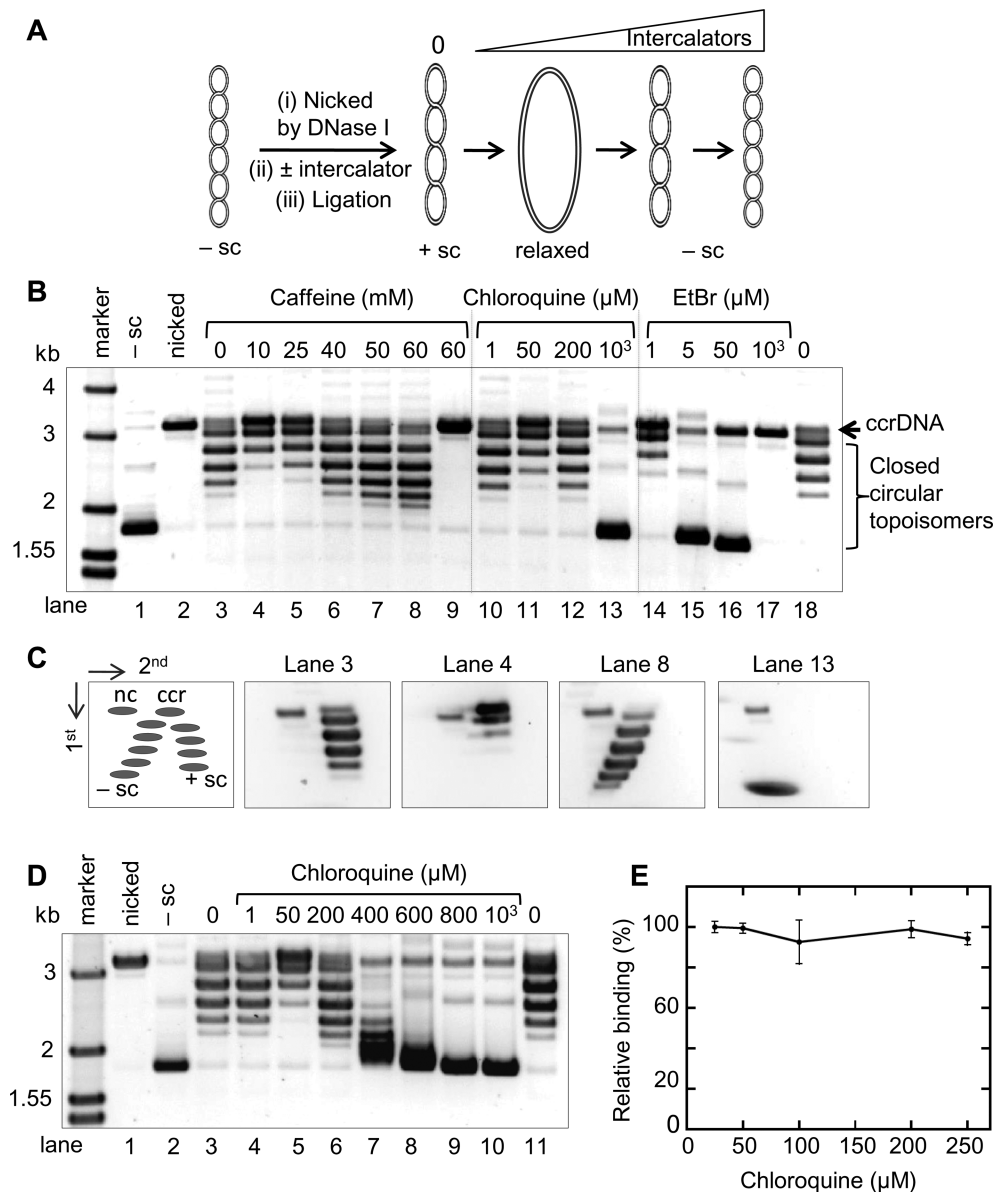 A
0
Intercalators
(i) Nicked
by DNase I
(ii) ± intercalator
(iii) Ligation
– sc
+ sc
relaxed
– sc
B
marker
– sc
nicked
Caffeine (mM)
Chloroquine (µM)
EtBr (µM)
kb
0 10 25 40 50 60 60 1 50 200 10³ 1 5 50 10³ 0
4
3
2
1.55
ccrDNA
Closed
circular
topoisomers
lane 1 2 3 4 5 6 7 8 9 10 11 12 13 14 15 16 17 18
C
2nd
1st
nc ccr
– sc
+ sc
Lane 3
Lane 4
Lane 8
Lane 13
D
marker
nicked
– sc
Chloroquine (µM)
kb
0 1 50 200 400 600 800 10³ 0
3
2
1.55
lane 1 2 3 4 5 6 7 8 9 10 11
E
Relative binding (%)
100
60
20
0
0 50 100 150 200 250
Chloroquine (µM)